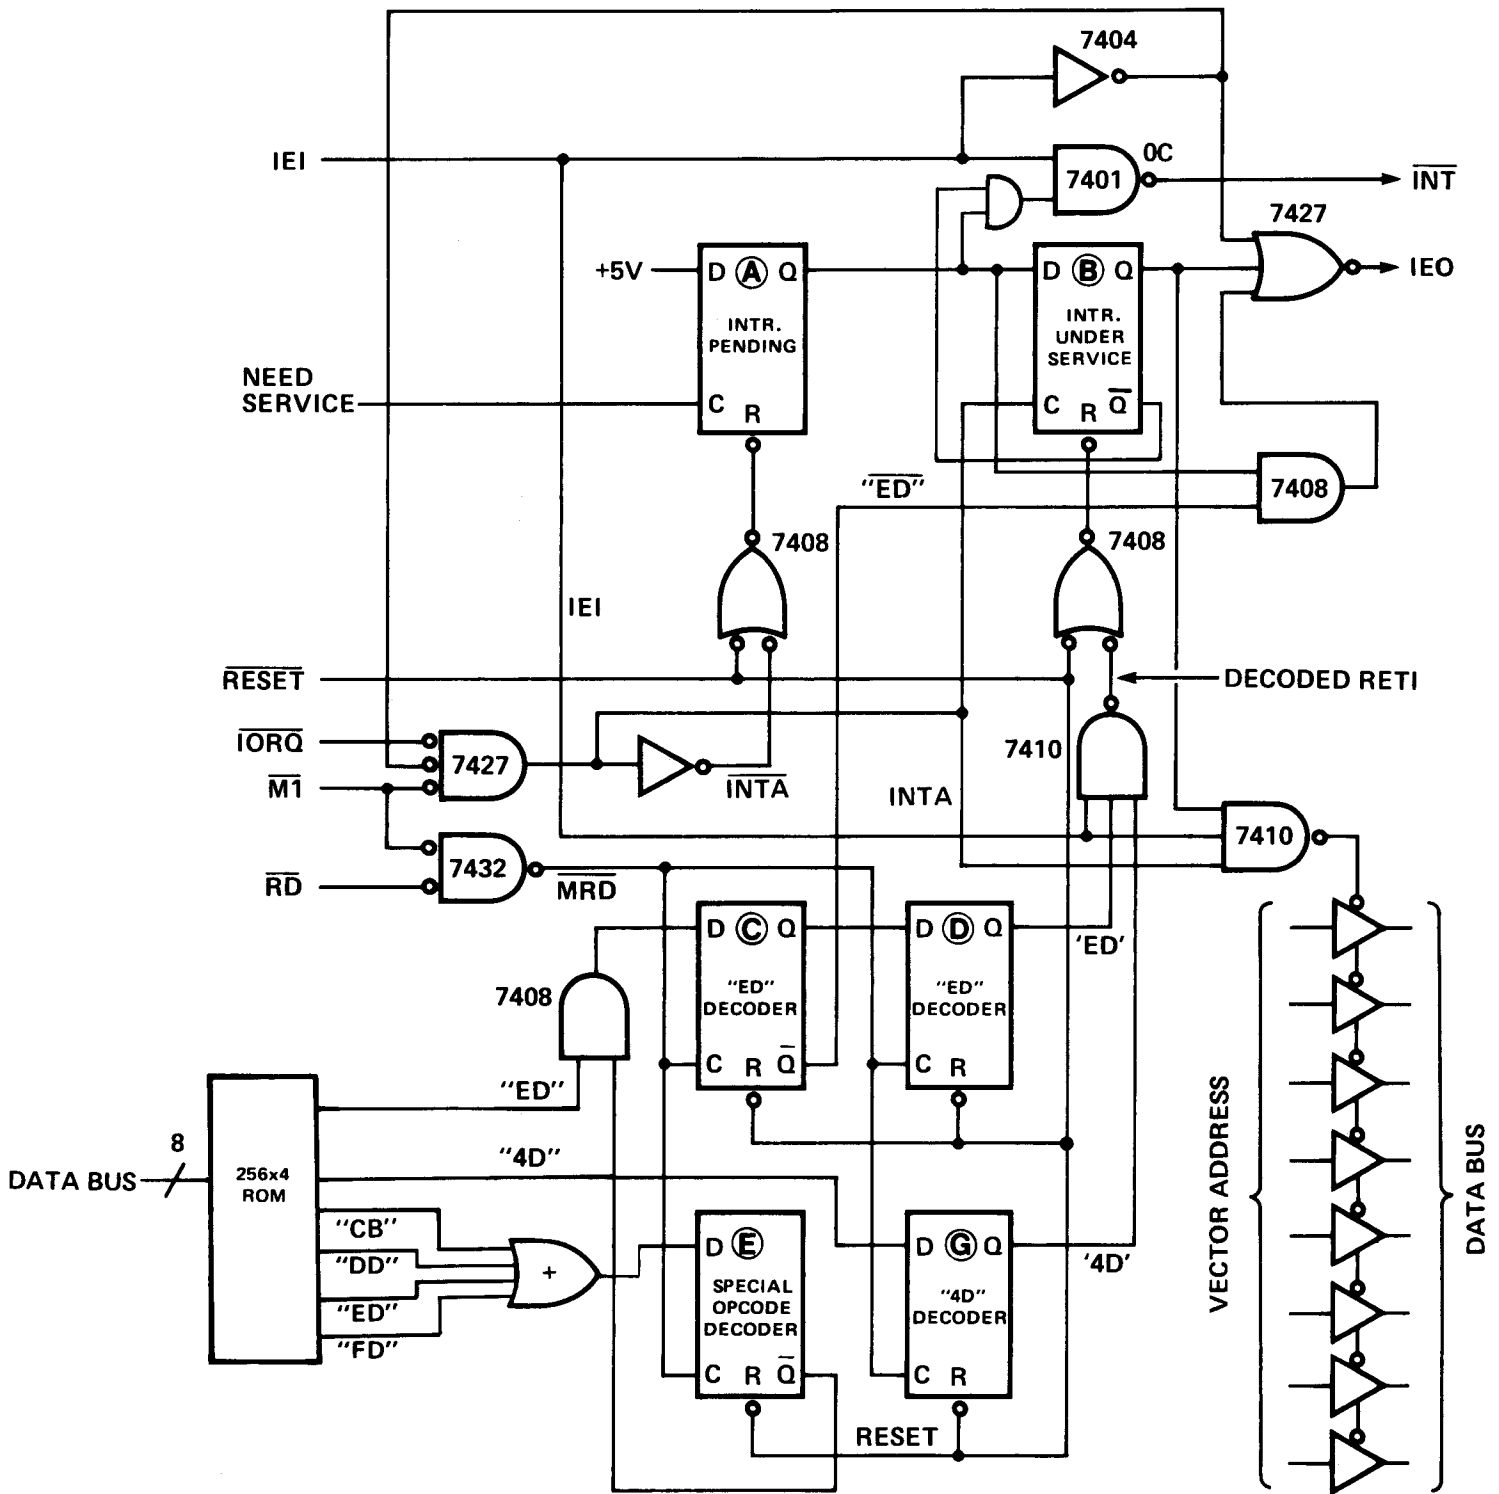 7404
IEI
OC
7401
INT
7427
+5V
D A Q
INTR.
PENDING
C
R
D B Q
INTR.
UNDER
SERVICE
C
R
Q
IEO
NEED
SERVICE
"ED"
7408
7408
7408
IEI
RESET
DECODED RETI
IORQ
7427
M1
INTA
INTA
7410
7410
RD
7432
MRD
D C Q
"ED"
DECODER
C R Q
D D Q
"ED"
DECODER
C R
'ED'
7408
"ED"
8
DATA BUS
256x4
ROM
"4D"
"CB"
"DD"
"ED"
"FD"
+
D E
SPECIAL
OPCODE
DECODER
C R Q
D G Q
"4D"
DECODER
C R
'4D'
RESET
VECTOR ADDRESS
DATA BUS